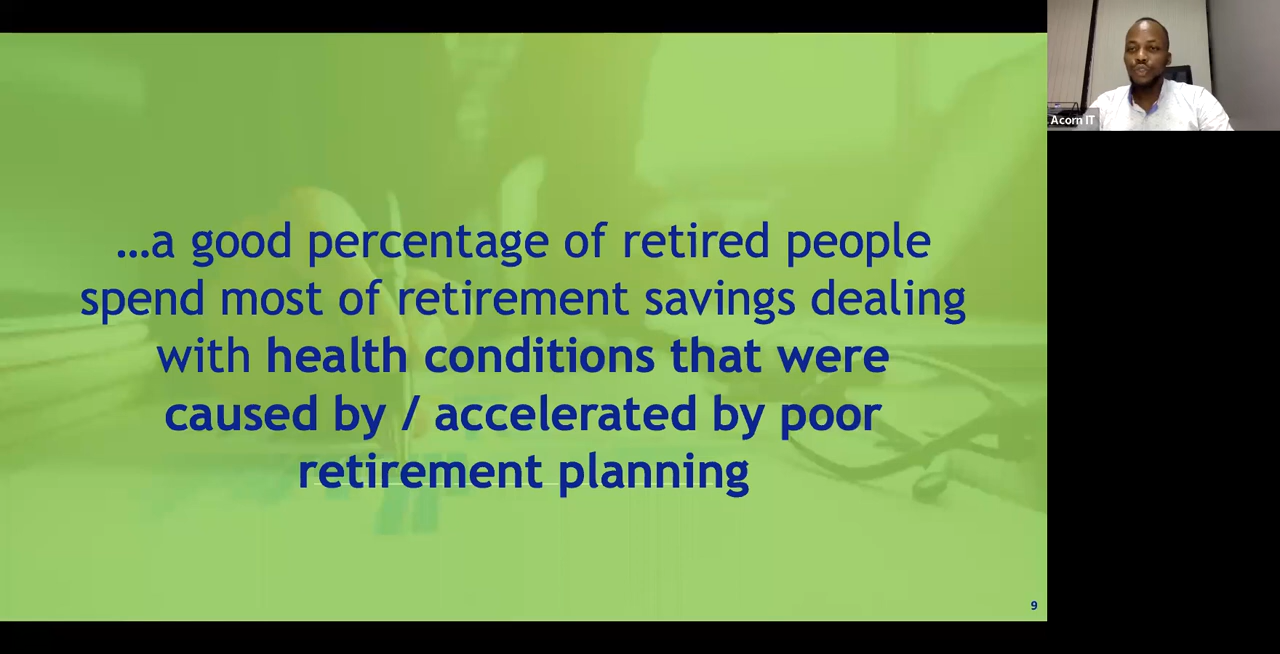 ...a good percentage of retired people
spend most of retirement savings dealing
with health conditions that were
caused by / accelerated by poor
retirement planning
9
Acorn IT